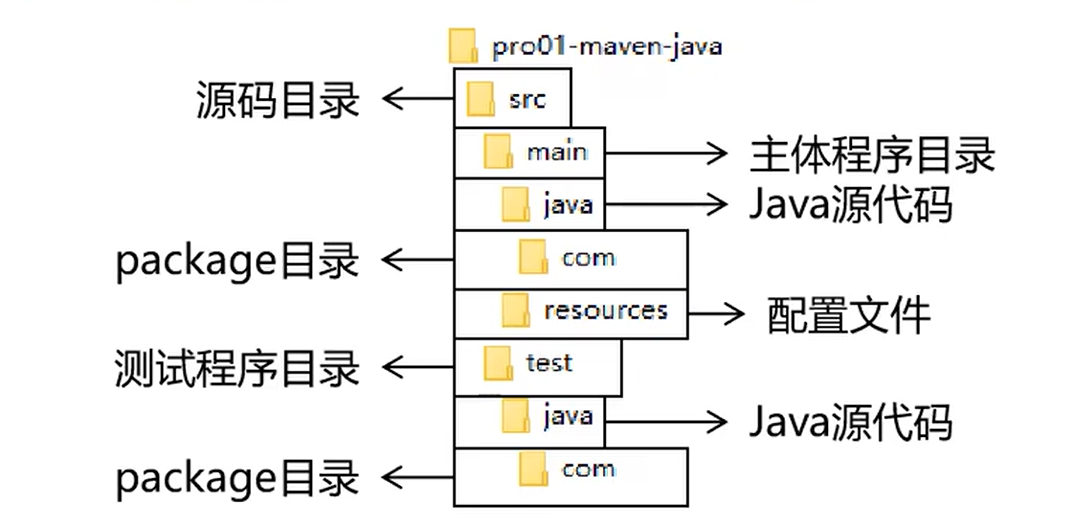 pro01-maven-java
源码目录
src
main
主体程序目录
java
Java源代码
package目录
com
resources
配置文件
测试程序目录
test
java
Java源代码
package目录
com